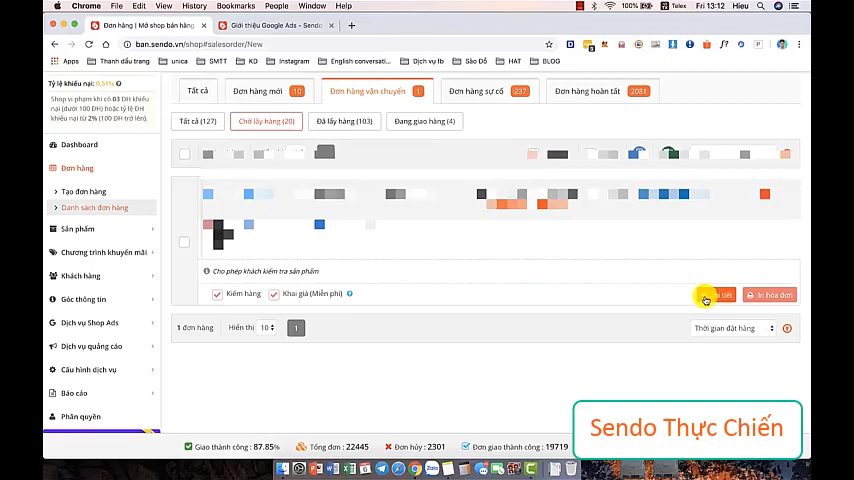 Chrome File Edit View History Bookmarks People Window Help 100% Telex Fri 13:12 Hieu
Đơn hàng | Mở shop bán hàng
Giới thiệu Google Ads – Sendo
ban.sendo.vn/shop#salesorder/New
Apps Thanh dầu trang unica SMTT KD Instagram English conversati... Dịch vụ fb Sào Đồ HAT BLOG
Tỷ lệ khiếu nại: 0,51%
Shop vi phạm khi có 03 ĐH khiếu
nại (dưới 100 ĐH) hoặc tỷ lệ ĐH
khiếu nại từ 2% (100 ĐH trở lên).
Tất cả Đơn hàng mới 10 Đơn hàng vận chuyển 1 Đơn hàng sự cố 237 Đơn hàng hoàn tất 2081
Tất cả (127) Chờ lấy hàng (20) Đã lấy hàng (103) Đang giao hàng (4)
Dashboard
Đơn hàng
Tạo đơn hàng
Danh sách đơn hàng
Sản phẩm
Chương trình khuyến mãi
Khách hàng
Góc thông tin
Dịch vụ Shop Ads
Dịch vụ quảng cáo
Cấu hình dịch vụ
Báo cáo
Phân quyền
Cho phép khách kiểm tra sản phẩm
Kiểm hàng Khai giá (Miễn phí) tiết In hóa đơn
1 đơn hàng Hiển thị 10 1 Thời gian đặt hàng
Sendo Thực Chiến
Giao thành công : 87.85% Tổng đơn : 22445 Đơn hủy : 2301 Đơn giao thành công : 19719